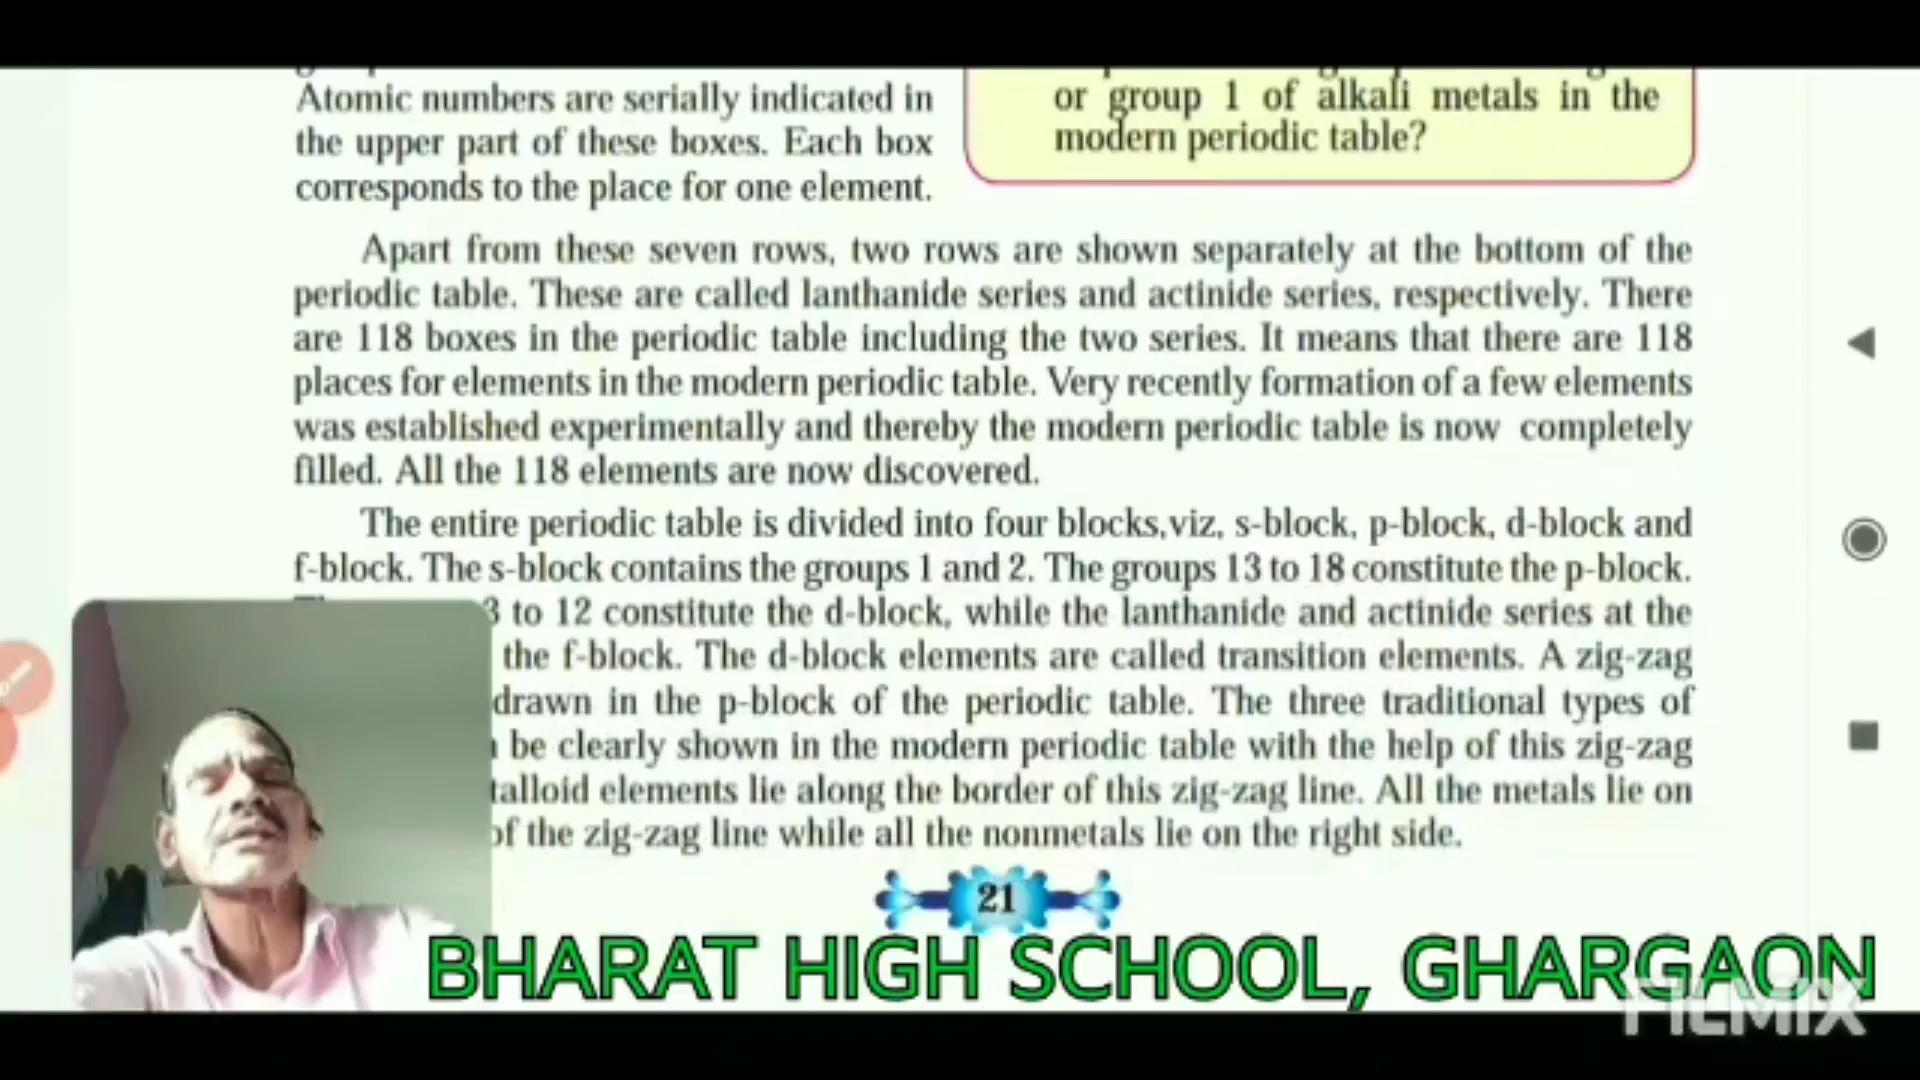 Atomic numbers are serially indicated in
the upper part of these boxes. Each box
corresponds to the place for one element.
or group 1 of alkali metals in the
modern periodic table?
Apart from these seven rows, two rows are shown separately at the bottom of the
periodic table. These are called lanthanide series and actinide series, respectively. There
are 118 boxes in the periodic table including the two series. It means that there are 118
places for elements in the modern periodic table. Very recently formation of a few elements
was established experimentally and thereby the modern periodic table is now completely
filled. All the 118 elements are now discovered.
The entire periodic table is divided into four blocks,viz, s-block, p-block, d-block and
f-block. The s-block contains the groups 1 and 2. The groups 13 to 18 constitute the p-block.
3 to 12 constitute the d-block, while the lanthanide and actinide series at the
the f-block. The d-block elements are called transition elements. A zig-zag
drawn in the p-block of the periodic table. The three traditional types of
be clearly shown in the modern periodic table with the help of this zig-zag
talloid elements lie along the border of this zig-zag line. All the metals lie on
of the zig-zag line while all the nonmetals lie on the right side.
21
BHARAT HIGH SCHOOL, GHARGAON
FILMIX